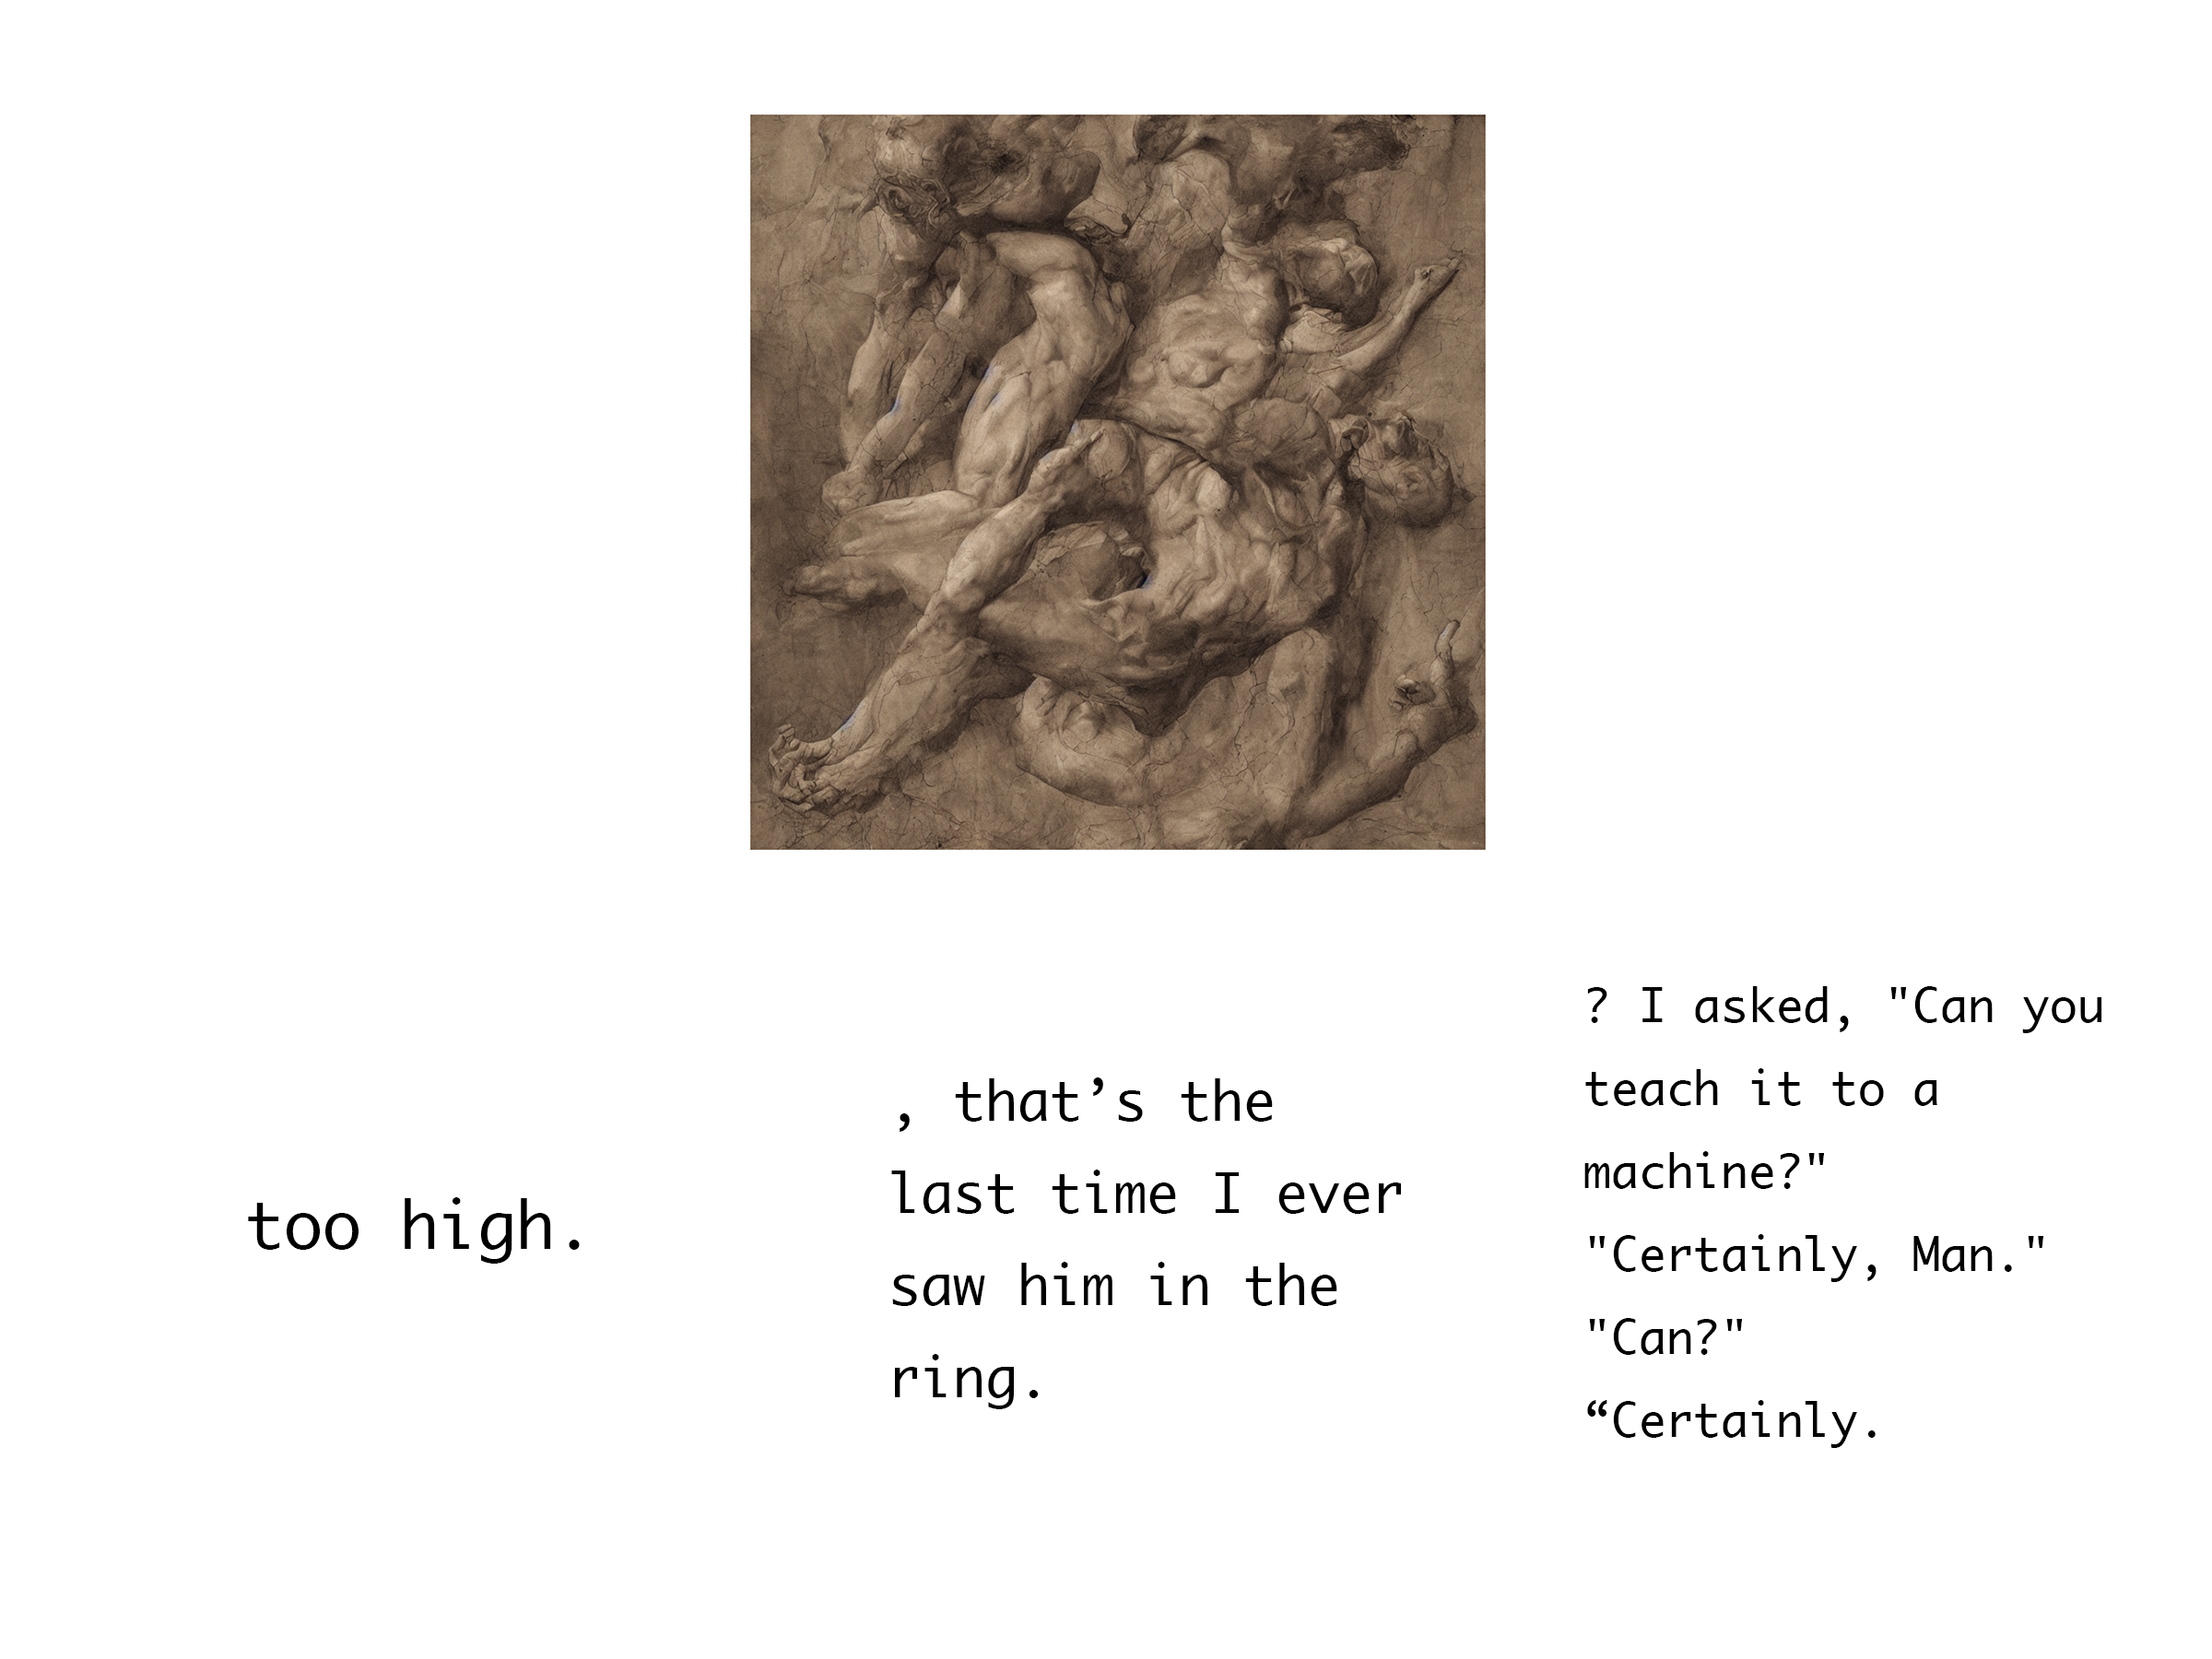 too high.
, that’s the
last time I ever
saw him in the
ring.
? I asked, "Can you
teach it to a
machine?"
"Certainly, Man."
"Can?"
“Certainly.